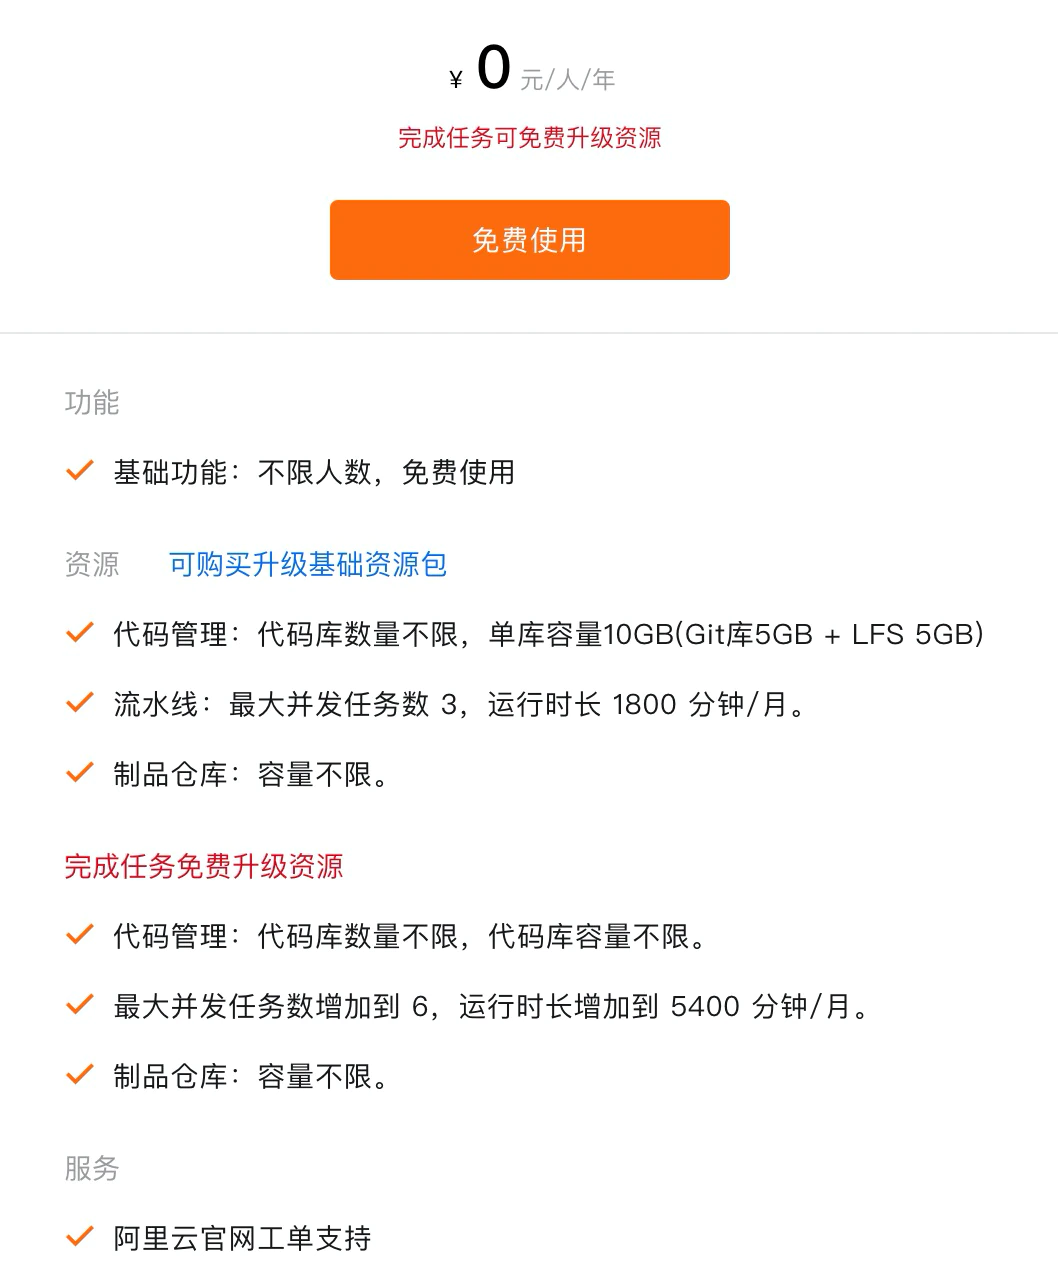 ¥ 0 元/人/年
完成任务可免费升级资源
免费使用
功能
基础功能：不限人数，免费使用
资源 可购买升级基础资源包
代码管理：代码库数量不限，单库容量10GB(Git库5GB + LFS 5GB)
流水线：最大并发任务数 3，运行时长 1800 分钟/月。
制品仓库：容量不限。
完成任务免费升级资源
代码管理：代码库数量不限，代码库容量不限。
最大并发任务数增加到 6，运行时长增加到 5400 分钟/月。
制品仓库：容量不限。
服务
阿里云官网工单支持